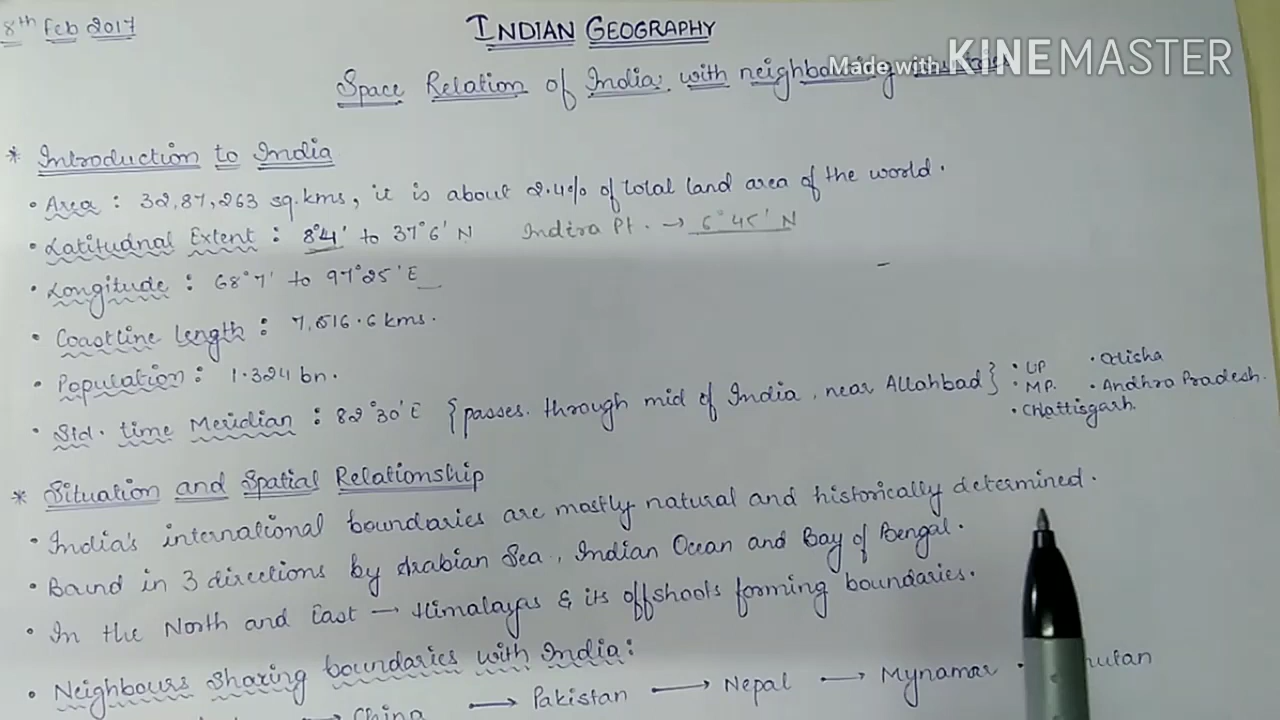 8th Feb 2017
INDIAN GEOGRAPHY
Made with KINEMASTER
Space Relation of India: with neighbouring
* Introduction to India
• Area : 32,87,263 sq.kms, it is about 2.4% of total land area of the world.
• Latitudnal Extent : 8°4' to 37°6' N Indira Pt. → 6°45' N
• Longitude : 68°7' to 97°25' E
• Coastline length : 7,516.6 kms.
• Population : 1.324 bn.
• Std. time Meridian : 82°30' E {passes through mid of India, near Allahbad} • UP • Odisha
• MP. • Andhra Pradesh.
• Chattisgarh.
* Situation and Spatial Relationship
• India's international boundaries are mostly natural and historically determined.
• Baund in 3 directions by Arabian Sea, Indian Ocean and Bay of Bengal.
• In the North and East → Himalayas & its offshoots forming boundaries.
• Neighbours sharing boundaries with India:
→ China → Pakistan → Nepal → Mynamar